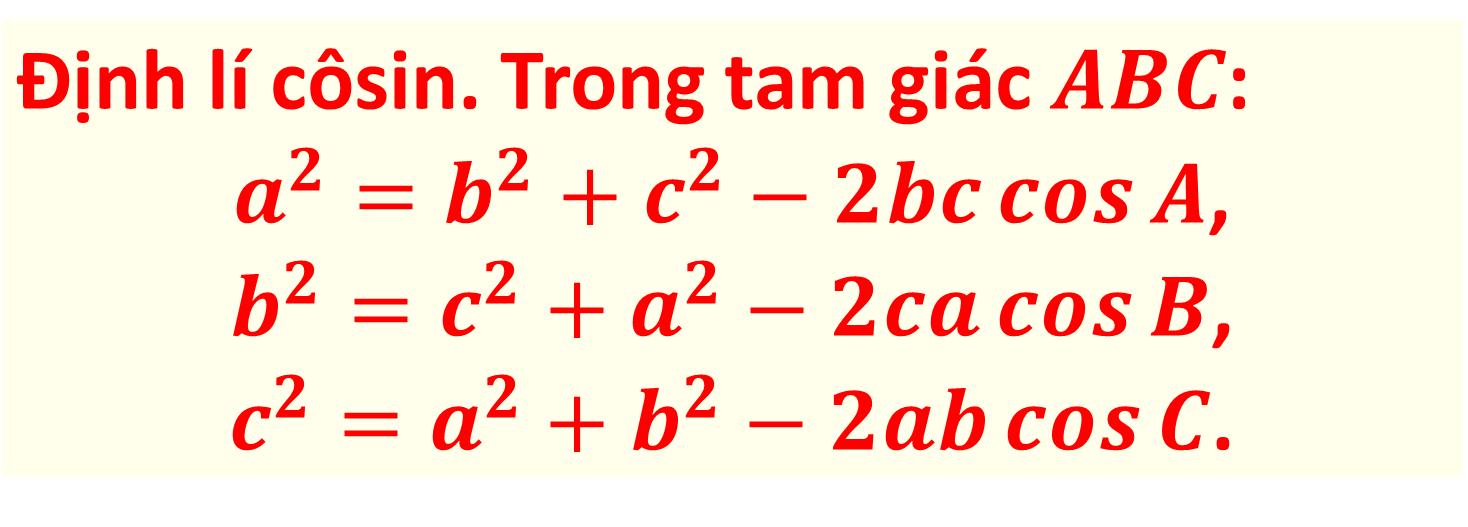 Định lí côsin. Trong tam giác ABC:
a² = b² + c² − 2bc cos A,
b² = c² + a² − 2ca cos B,
c² = a² + b² − 2ab cos C.